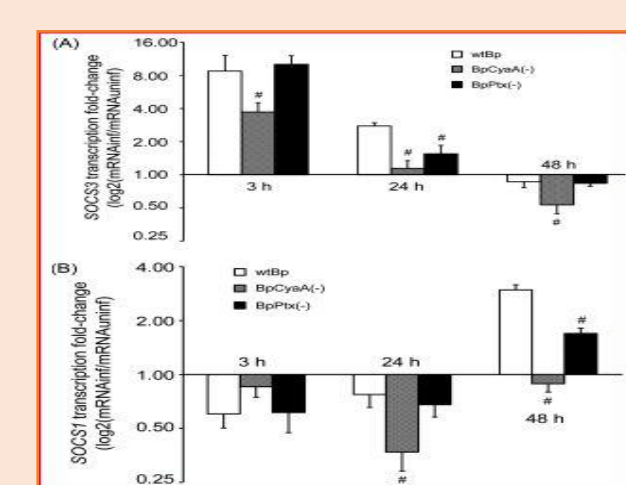 (A)
16.00
8.00
4.00
2.00
1.00
0.50
0.25
SOCS3 transcription fold-change
(log2(mRNAinf/mRNAuninf)
wtBp
BpCyaA(-)
BpPtx(-)
#
# #
#
3 h
24 h
48 h
(B)
4.00
2.00
1.00
0.50
0.25
SOCS1 transcription fold-change
(log2(mRNAinf/mRNAuninf)
wtBp
BpCyaA(-)
BpPtx(-)
3 h
24 h
48 h
#
#
#